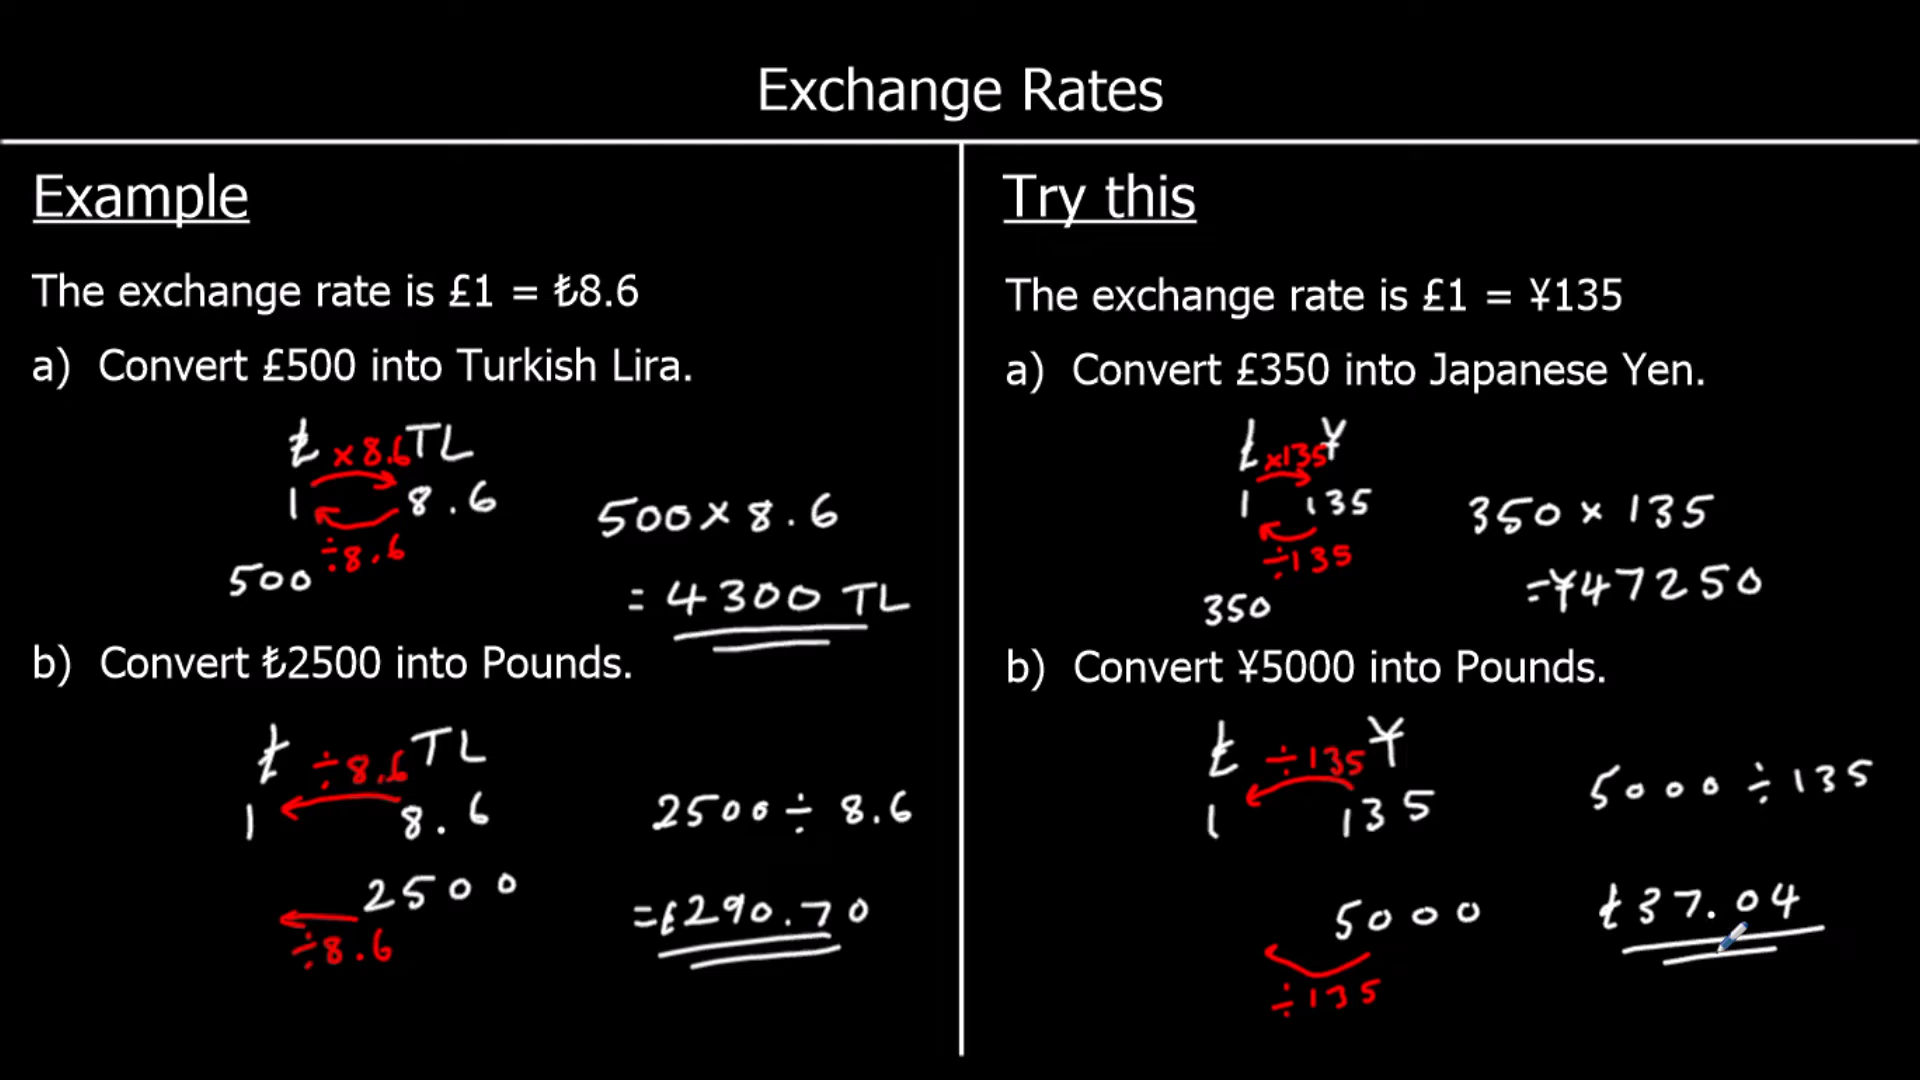 Exchange Rates
Example
The exchange rate is £1 = ₺8.6
a) Convert £500 into Turkish Lira.
£ × 8.6 TL
1 8.6
÷8.6
500
500 × 8.6
= 4300 TL
b) Convert ₺2500 into Pounds.
£ ÷8.6 TL
1 8.6
2500
÷8.6
2500 ÷ 8.6
= £290.70
Try this
The exchange rate is £1 = ¥135
a) Convert £350 into Japanese Yen.
£ ×135 ¥
1 135
÷135
350
350 × 135
= ¥47250
b) Convert ¥5000 into Pounds.
£ ÷135 ¥
1 135
5000
÷135
5000 ÷ 135
£37.04